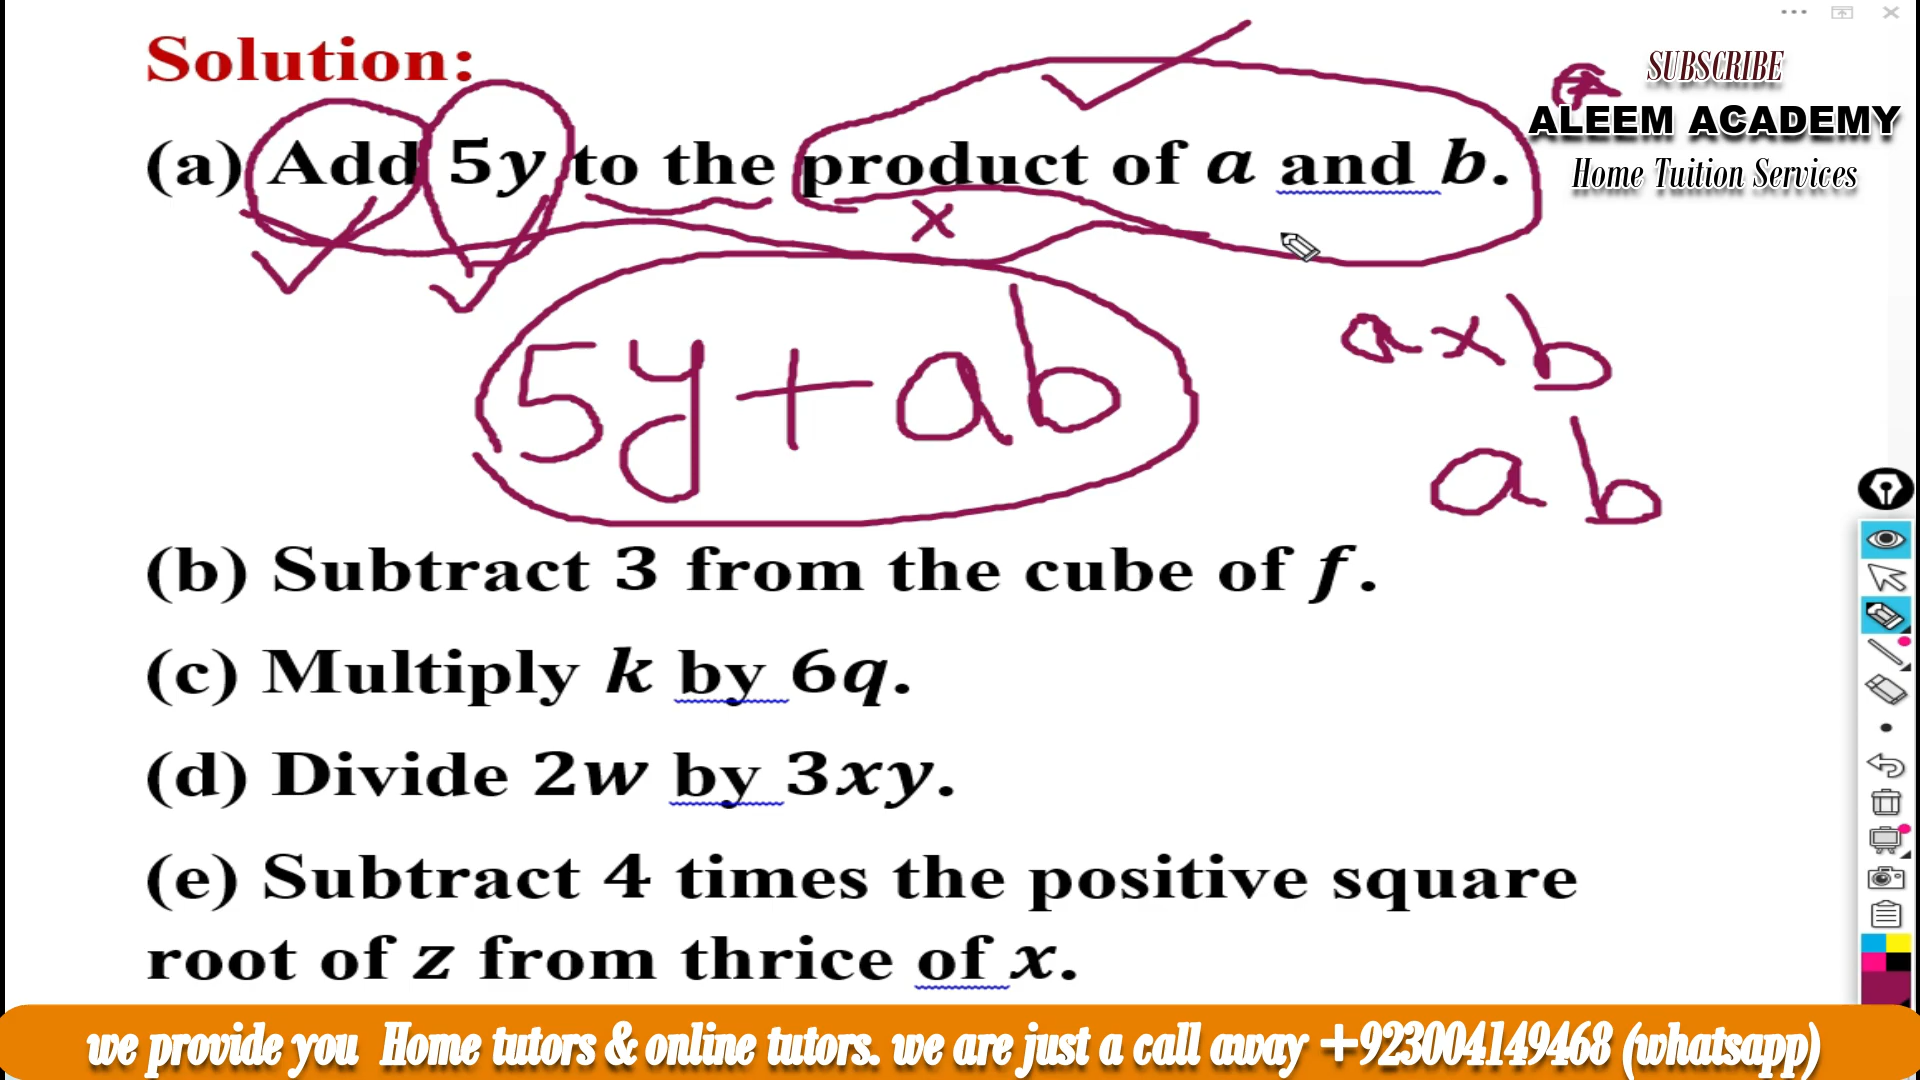 Solution:
SUBSCRIBE
ALEEM ACADEMY
Home Tuition Services
(a) Add 5y to the product of a and b.
×
5y + ab
a × b
ab
(b) Subtract 3 from the cube of f.
(c) Multiply k by 6q.
(d) Divide 2w by 3xy.
(e) Subtract 4 times the positive square
root of z from thrice of x.
we provide you Home tutors & online tutors. we are just a call away +923004149468 (whatsapp)